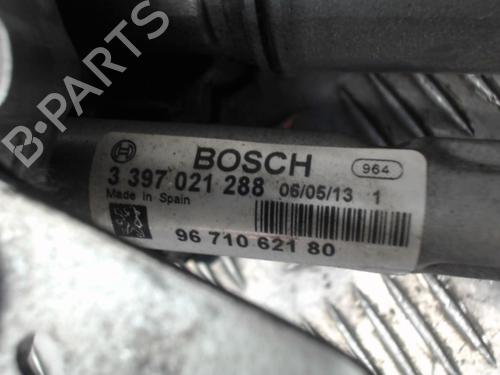 B-PARTS
BOSCH 964
3 397 021 288 06/05/13 1
Made in Spain
96 710 621 80